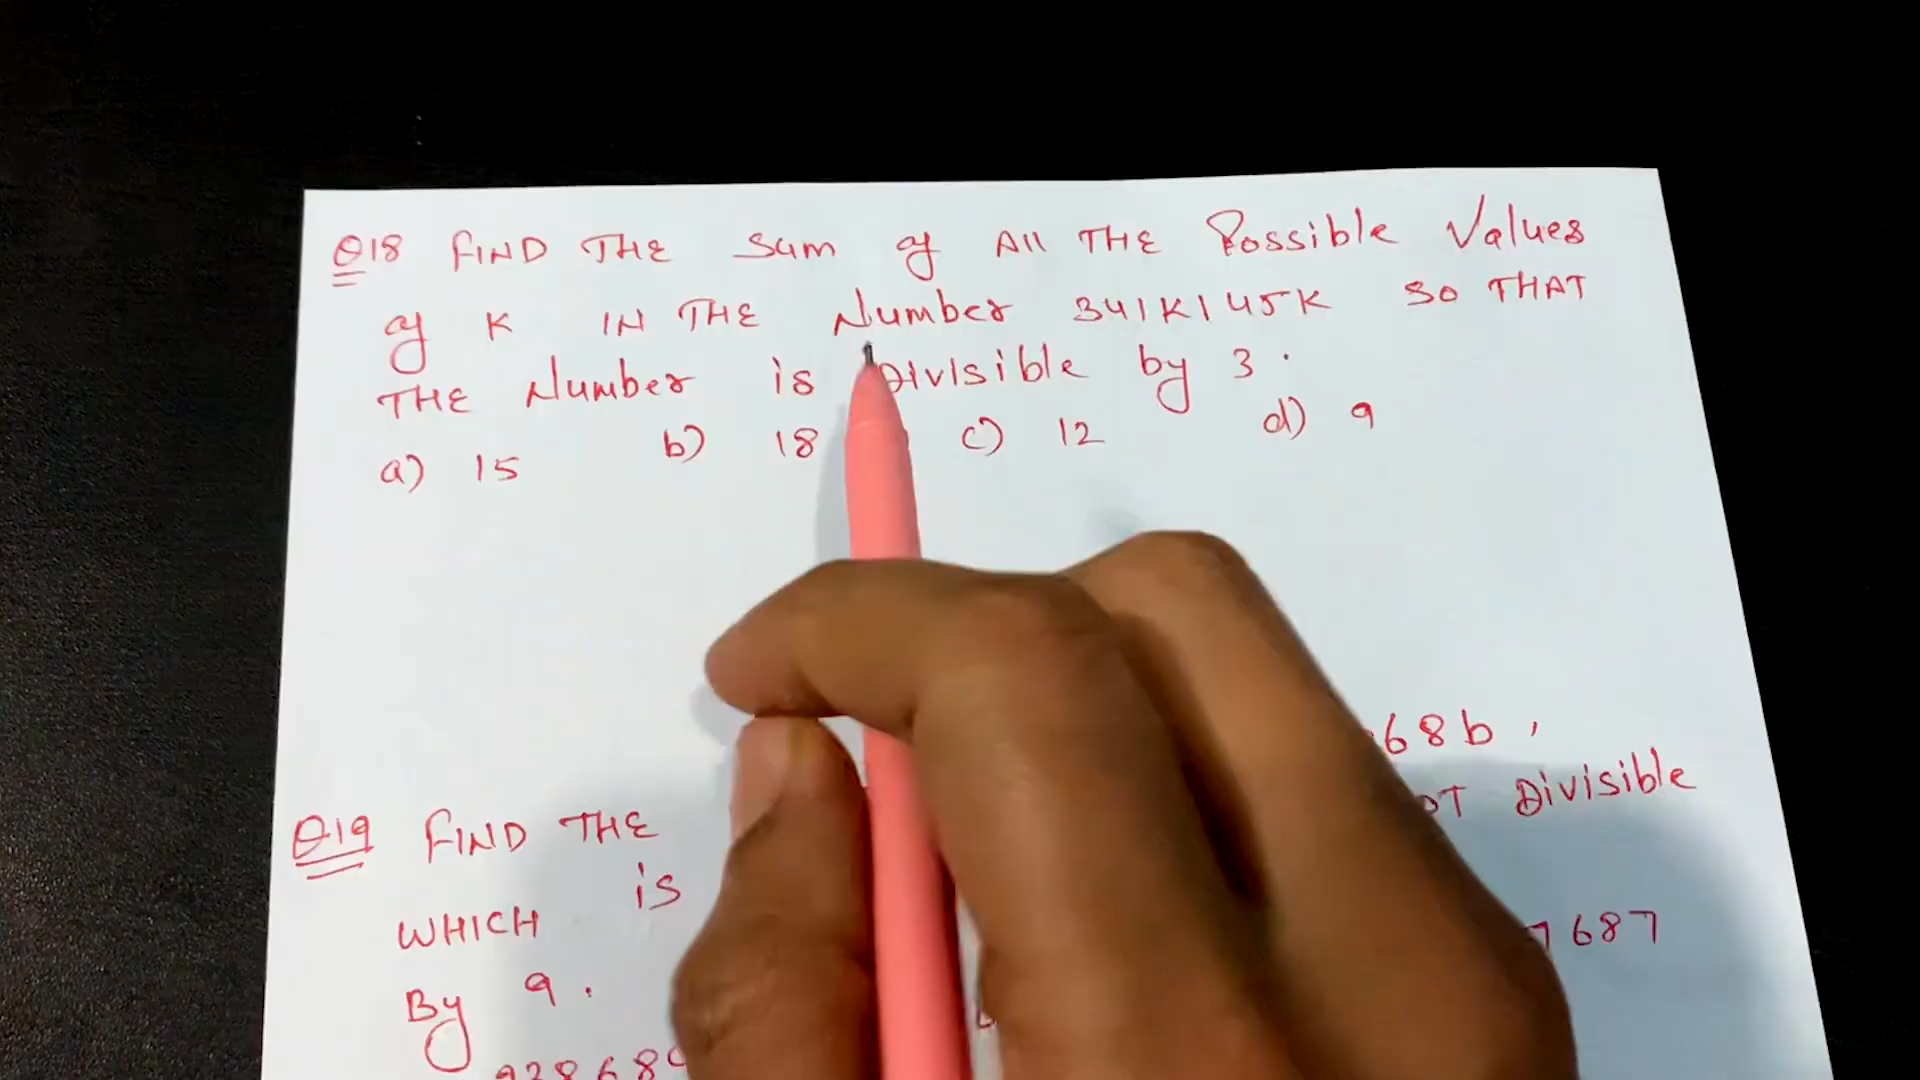 Q18 FIND THE Sum of All THE Possible Values
of K IN THE Number 341K145K SO THAT
THE Number is Divisible by 3.
a) 15 b) 18 c) 12 d) 9
68b,
Q19 FIND THE Divisible
WHICH is
7687
By 9.